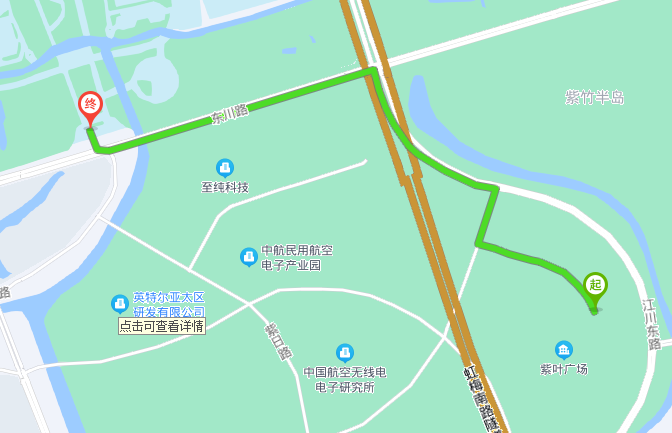 终
东川路
紫竹半岛
至纯科技
中航民用航空
电子产业园
起
英特尔亚太区
研发有限公司
点击可查看详情
路
紫日路
江川东路
中国航空无线电
电子研究所
紫叶广场
虹梅南路隧